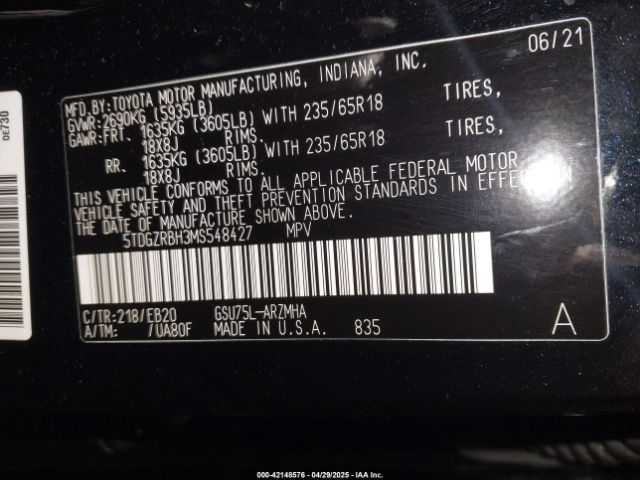 06/21
MFD.BY:TOYOTA MOTOR MANUFACTURING, INDIANA, INC.
GVWR:2690KG (5935LB)
GAWR:FRT. 1635KG (3605LB) WITH 235/65R18 TIRES,
18X8J RIMS.
RR. 1635KG (3605LB) WITH 235/65R18 TIRES,
18X8J RIMS.
THIS VEHICLE CONFORMS TO ALL APPLICABLE FEDERAL MOTOR
VEHICLE SAFETY AND THEFT PREVENTION STANDARDS IN EFFECT ON
THE DATE OF MANUFACTURE SHOWN ABOVE.
5TDGZRBH3MS548427 MPV
C/TR:218/EB20 GSU75L-ARZMHA
A/TM: /UA80F MADE IN U.S.A. 835 A
0E730
000-42148576 - 04/29/2025 - IAA Inc.